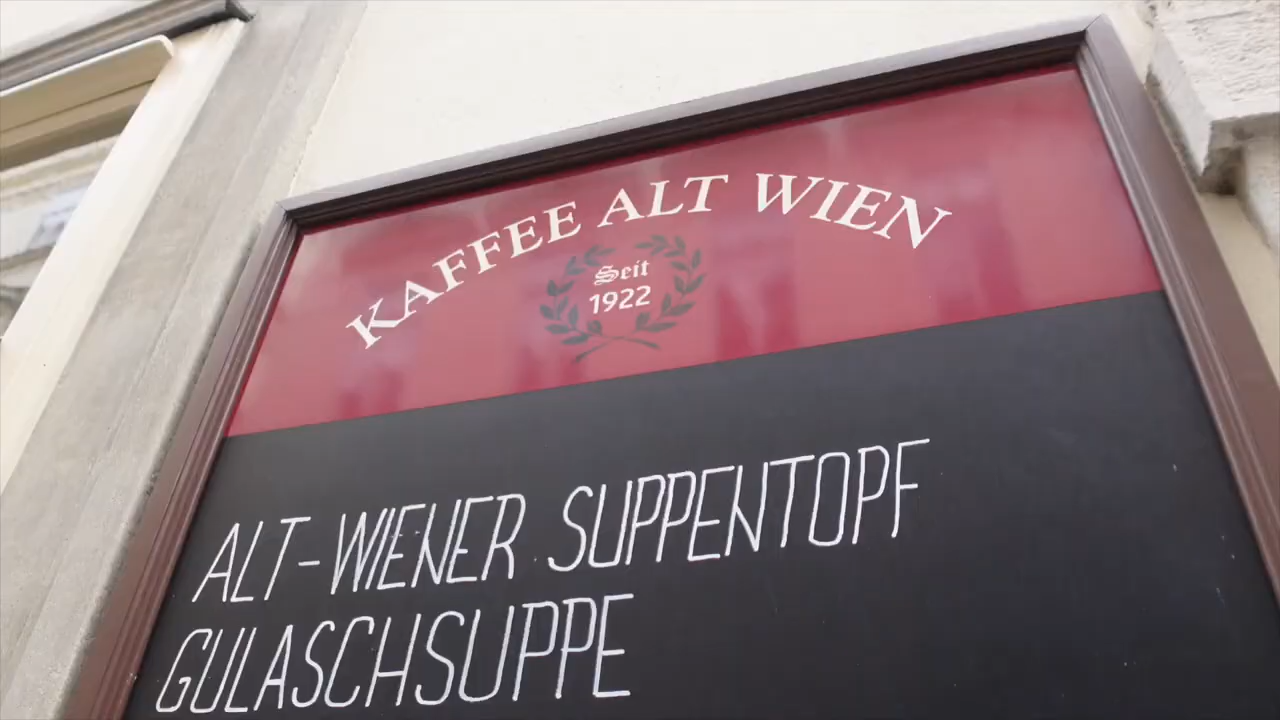 KAFFEE ALT WIEN
Seit
1922
ALT-WIENER SUPPENTOPF
GULASCHSUPPE